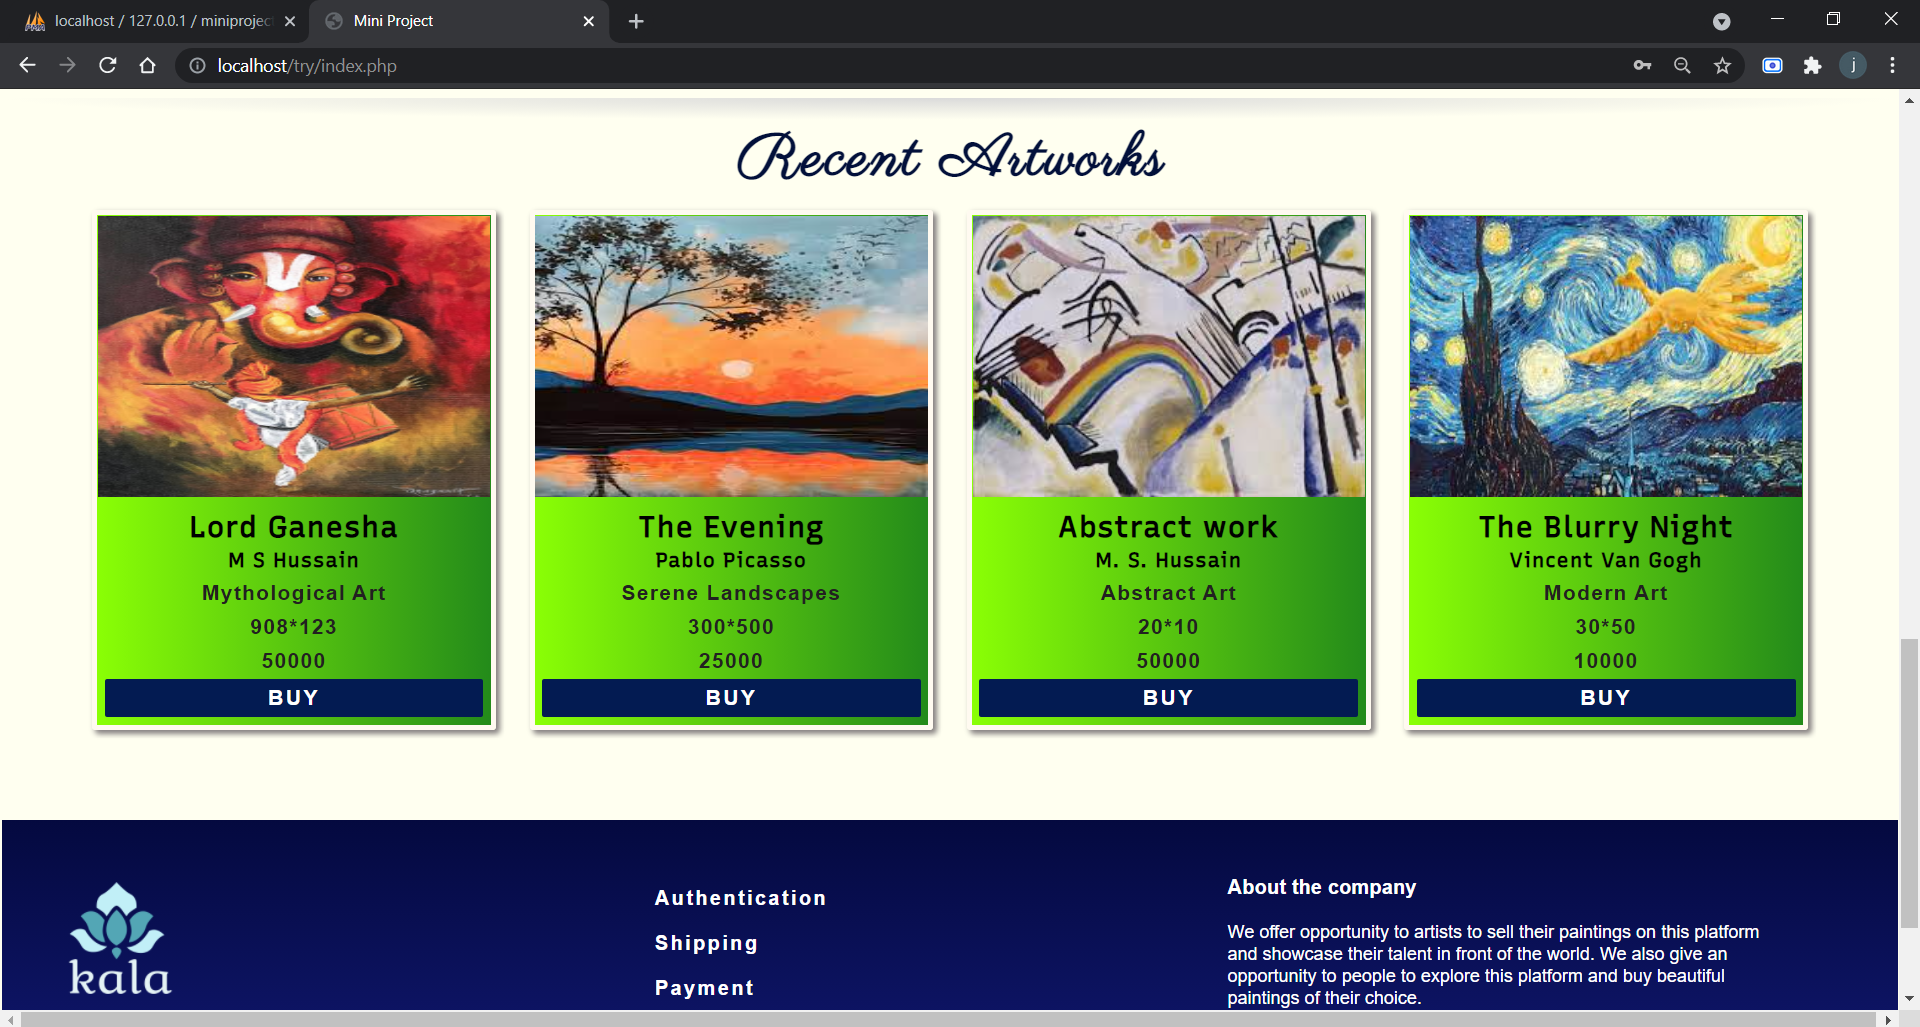 localhost / 127.0.0.1 / miniprojec
Mini Project
localhost/try/index.php
j
Recent Artworks
Lord Ganesha
M S Hussain
Mythological Art
908*123
50000
BUY
The Evening
Pablo Picasso
Serene Landscapes
300*500
25000
BUY
Abstract work
M. S. Hussain
Abstract Art
20*10
50000
BUY
The Blurry Night
Vincent Van Gogh
Modern Art
30*50
10000
BUY
kala
Authentication
Shipping
Payment
About the company
We offer opportunity to artists to sell their paintings on this platform
and showcase their talent in front of the world. We also give an
opportunity to people to explore this platform and buy beautiful
paintings of their choice.